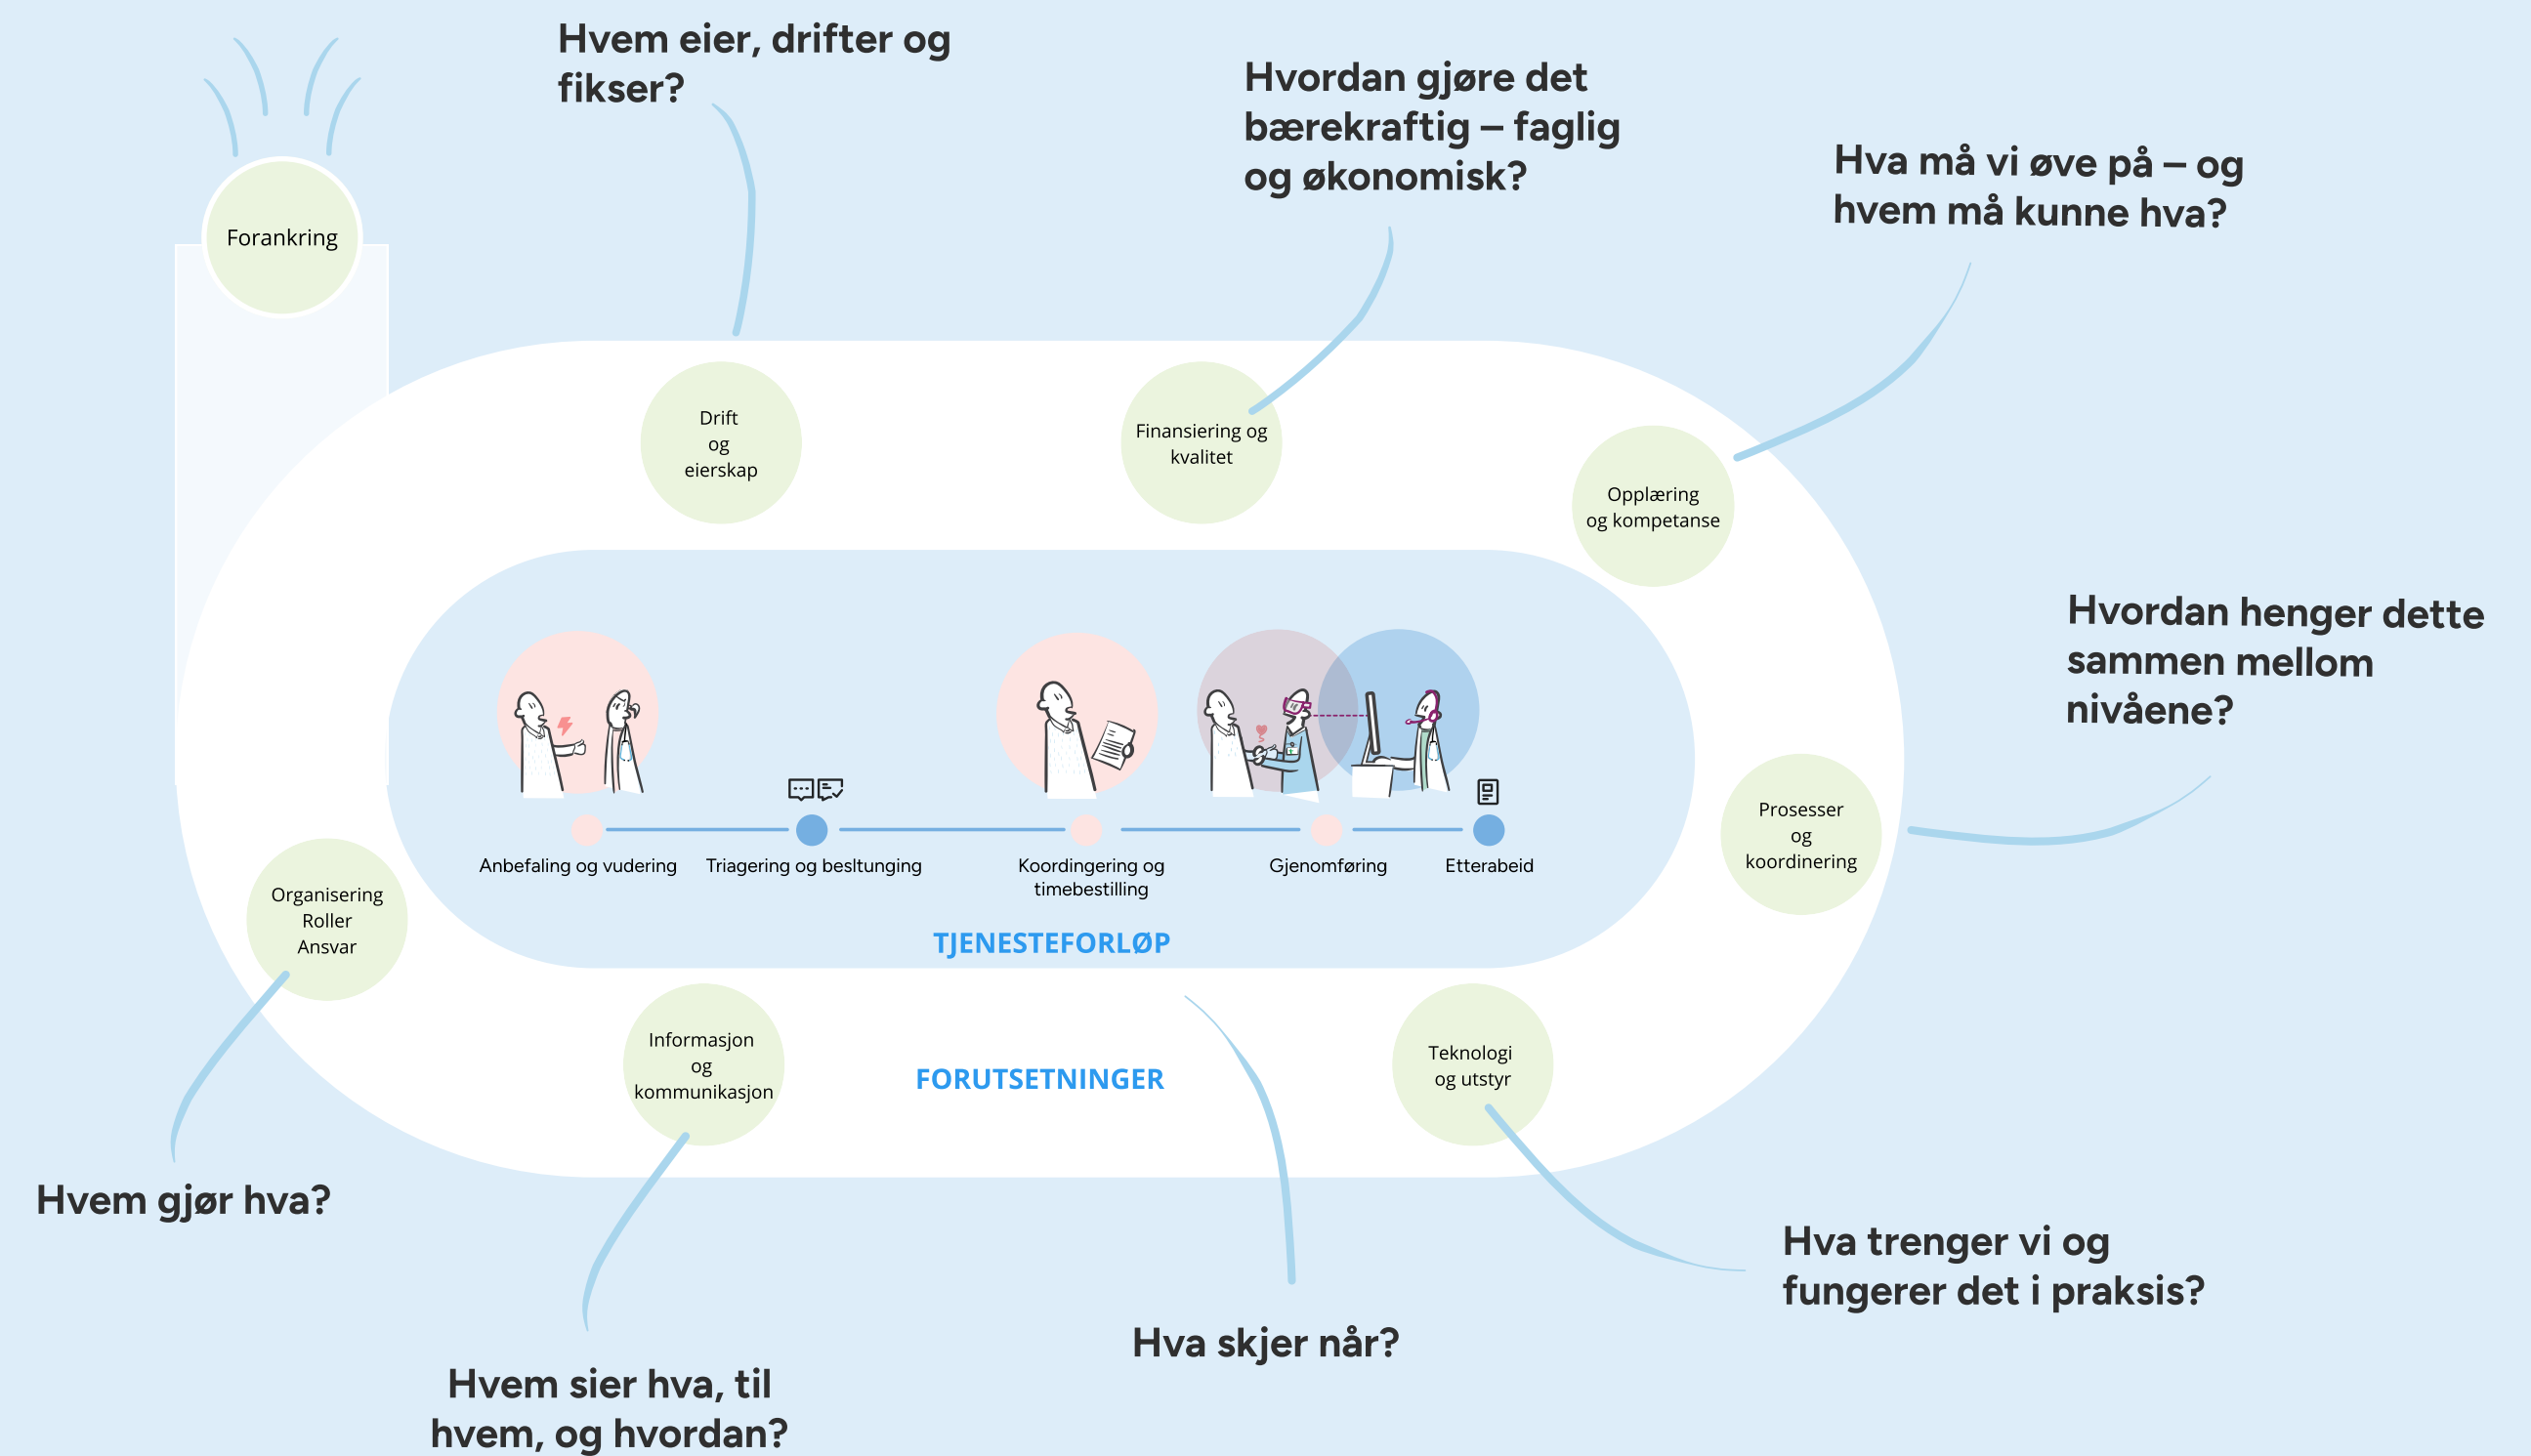 Hvem eier, drifter og
fikser?
Hvordan gjøre det
bærekraftig – faglig
og økonomisk?
Hva må vi øve på – og
hvem må kunne hva?
Forankring
Drift
og
eierskap
Finansiering og
kvalitet
Opplæring
og kompetanse
Hvordan henger dette
sammen mellom
nivåene?
Prosesser
og
koordinering
Anbefaling og vudering
Triagering og besltunging
Koordingering og
timebestilling
Gjenomføring
Etterabeid
TJENESTEFORLØP
Organisering
Roller
Ansvar
Informasjon
og
kommunikasjon
FORUTSETNINGER
Teknologi
og utstyr
Hvem gjør hva?
Hva trenger vi og
fungerer det i praksis?
Hva skjer når?
Hvem sier hva, til
hvem, og hvordan?